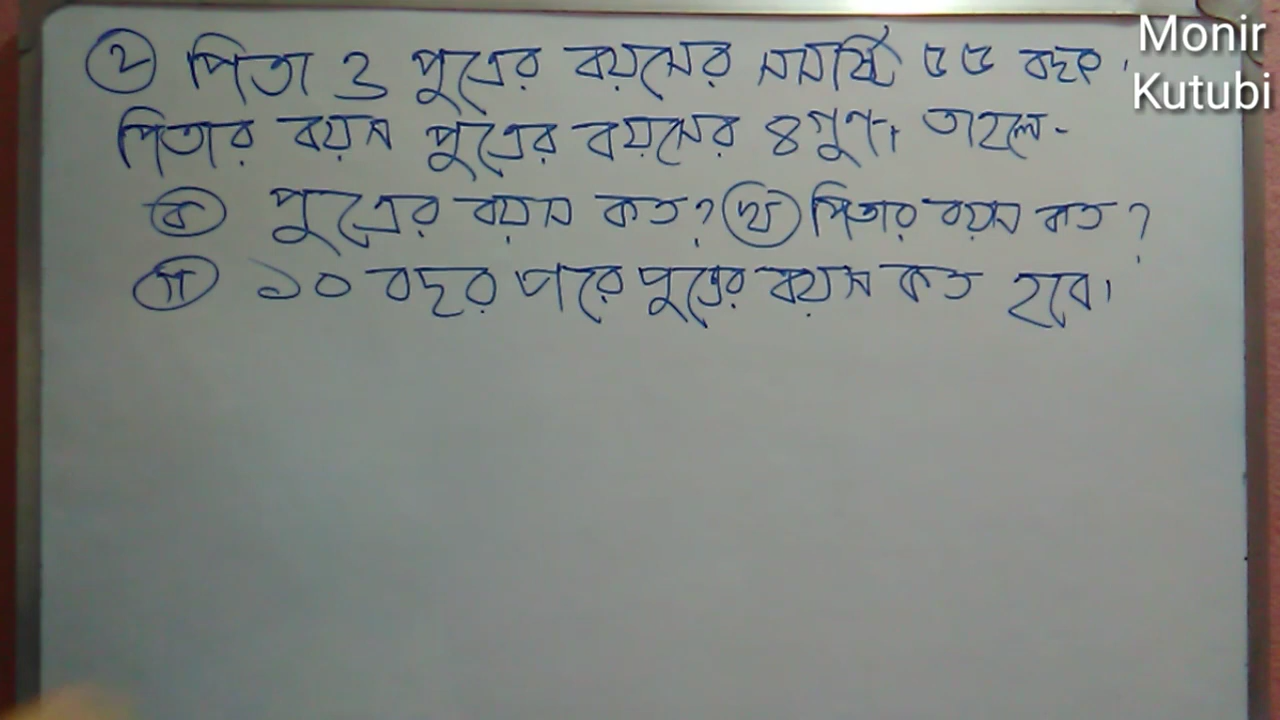 ২ পিতা ও পুত্রের বয়সের সমষ্টি ৫৫ বছর।
পিতার বয়স পুত্রের বয়সের ৪গুণ, তাহলে-
ক পুত্রের বয়স কত? খ পিতার বয়স কত?
গ ১০ বছর পরে পুত্রের বয়স কত হবে।
Monir
Kutubi